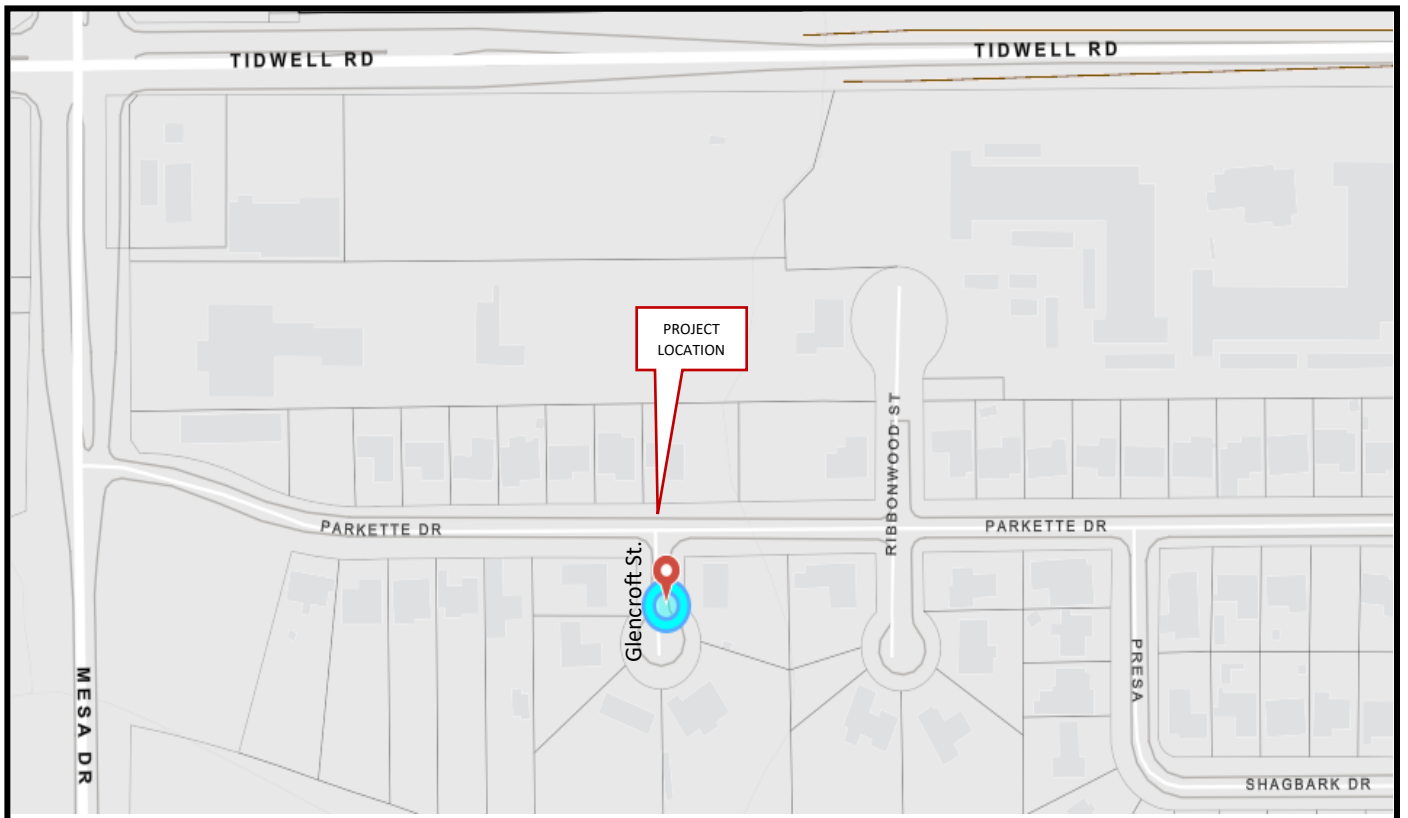 TIDWELL RD
TIDWELL RD
PROJECT
LOCATION
RIBBONWOOD ST
PARKETTE DR
PARKETTE DR
Glencroft St.
MESA DR
PRESA
SHAGBARK DR